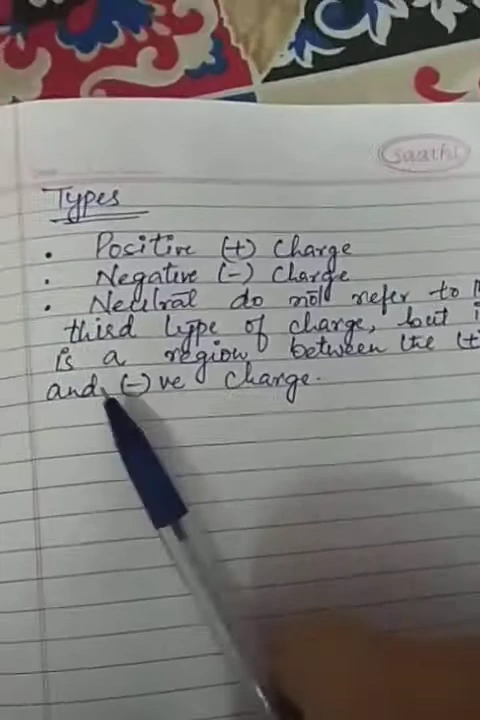 Saathi
Types
• Positive (+) Charge
• Negative (-) Charge
• Neutral do not refer to
third type of charge, but
is a region between the (+)
and (-)ve charge.